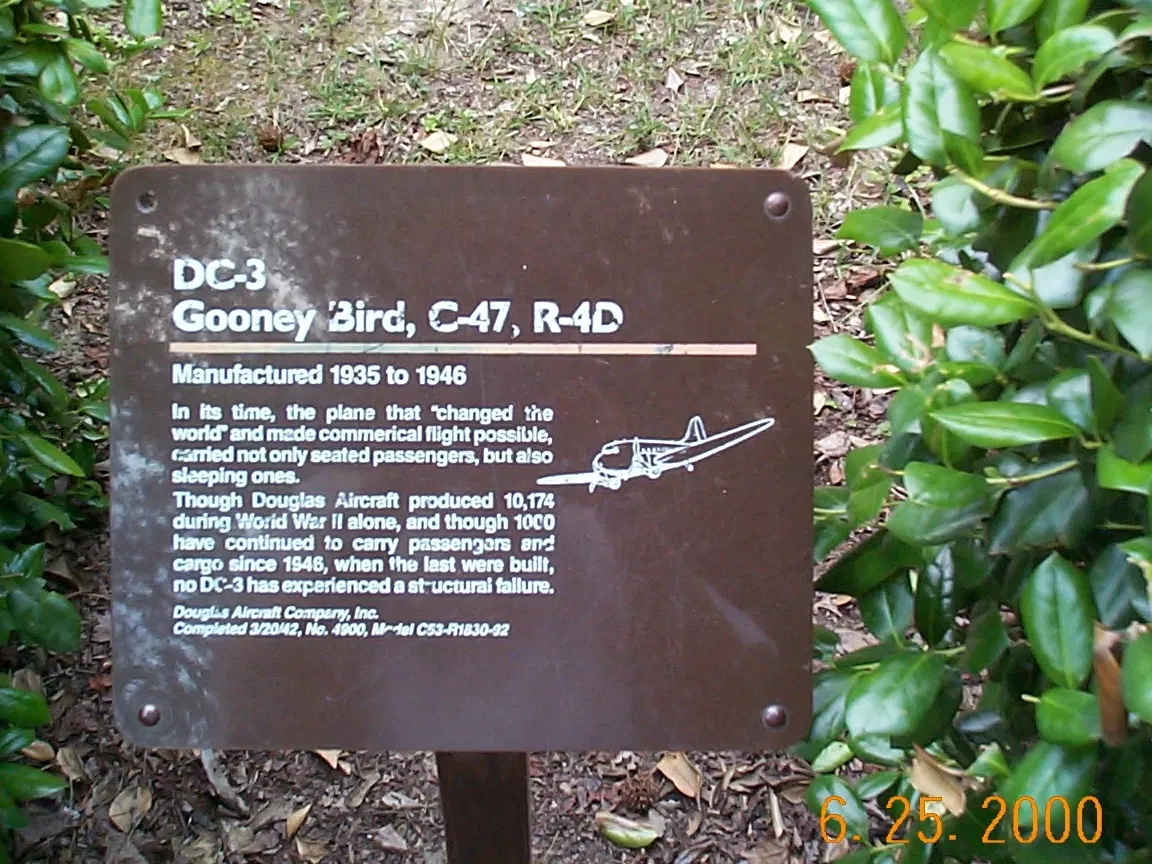 DC-3
Gooney Bird, C-47, R-4D
Manufactured 1935 to 1946
In its time, the plane that "changed the
world" and made commerical flight possible,
carried not only seated passengers, but also
sleeping ones.
Though Douglas Aircraft produced 10,174
during World War II alone, and though 1000
have continued to carry passengers and
cargo since 1946, when the last were built,
no DC-3 has experienced a structural failure.
Douglas Aircraft Company, Inc.
Completed 3/20/42, No. 4900, Model C53-R1830-92
6. 25. 2000